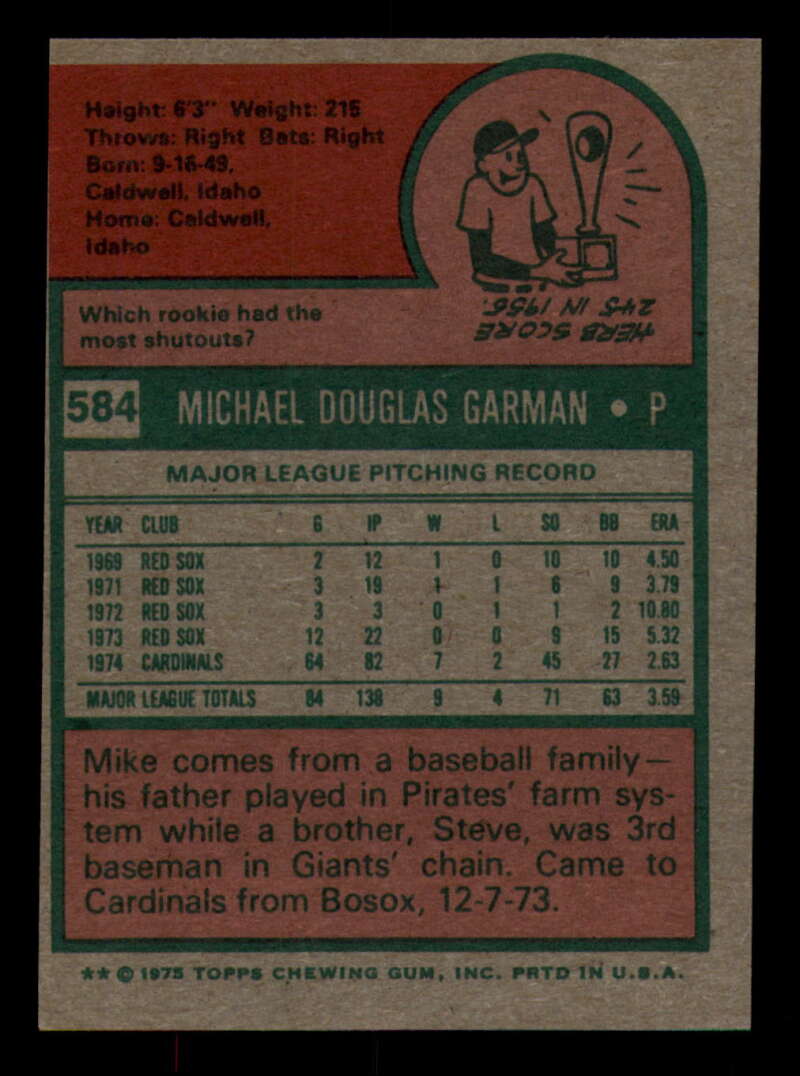 Height: 6'3" Weight: 215
Throws: Right Bats: Right
Born: 9-16-49,
Caldwell, Idaho
Home: Caldwell,
Idaho
Which rookie had the
most shutouts?
HERB SCORE
245 IN 1956.
584 MICHAEL DOUGLAS GARMAN • P
MAJOR LEAGUE PITCHING RECORD
YEAR CLUB G IP W L SO BB ERA
1969 RED SOX 2 12 1 0 10 10 4.50
1971 RED SOX 3 19 1 1 6 9 3.79
1972 RED SOX 3 3 0 1 1 2 10.80
1973 RED SOX 12 22 0 0 9 15 5.32
1974 CARDINALS 64 82 7 2 45 27 2.63
MAJOR LEAGUE TOTALS 84 138 9 4 71 63 3.59
Mike comes from a baseball family—
his father played in Pirates' farm sys-
tem while a brother, Steve, was 3rd
baseman in Giants' chain. Came to
Cardinals from Bosox, 12-7-73.
** © 1975 TOPPS CHEWING GUM, INC. PRTD IN U.S.A.